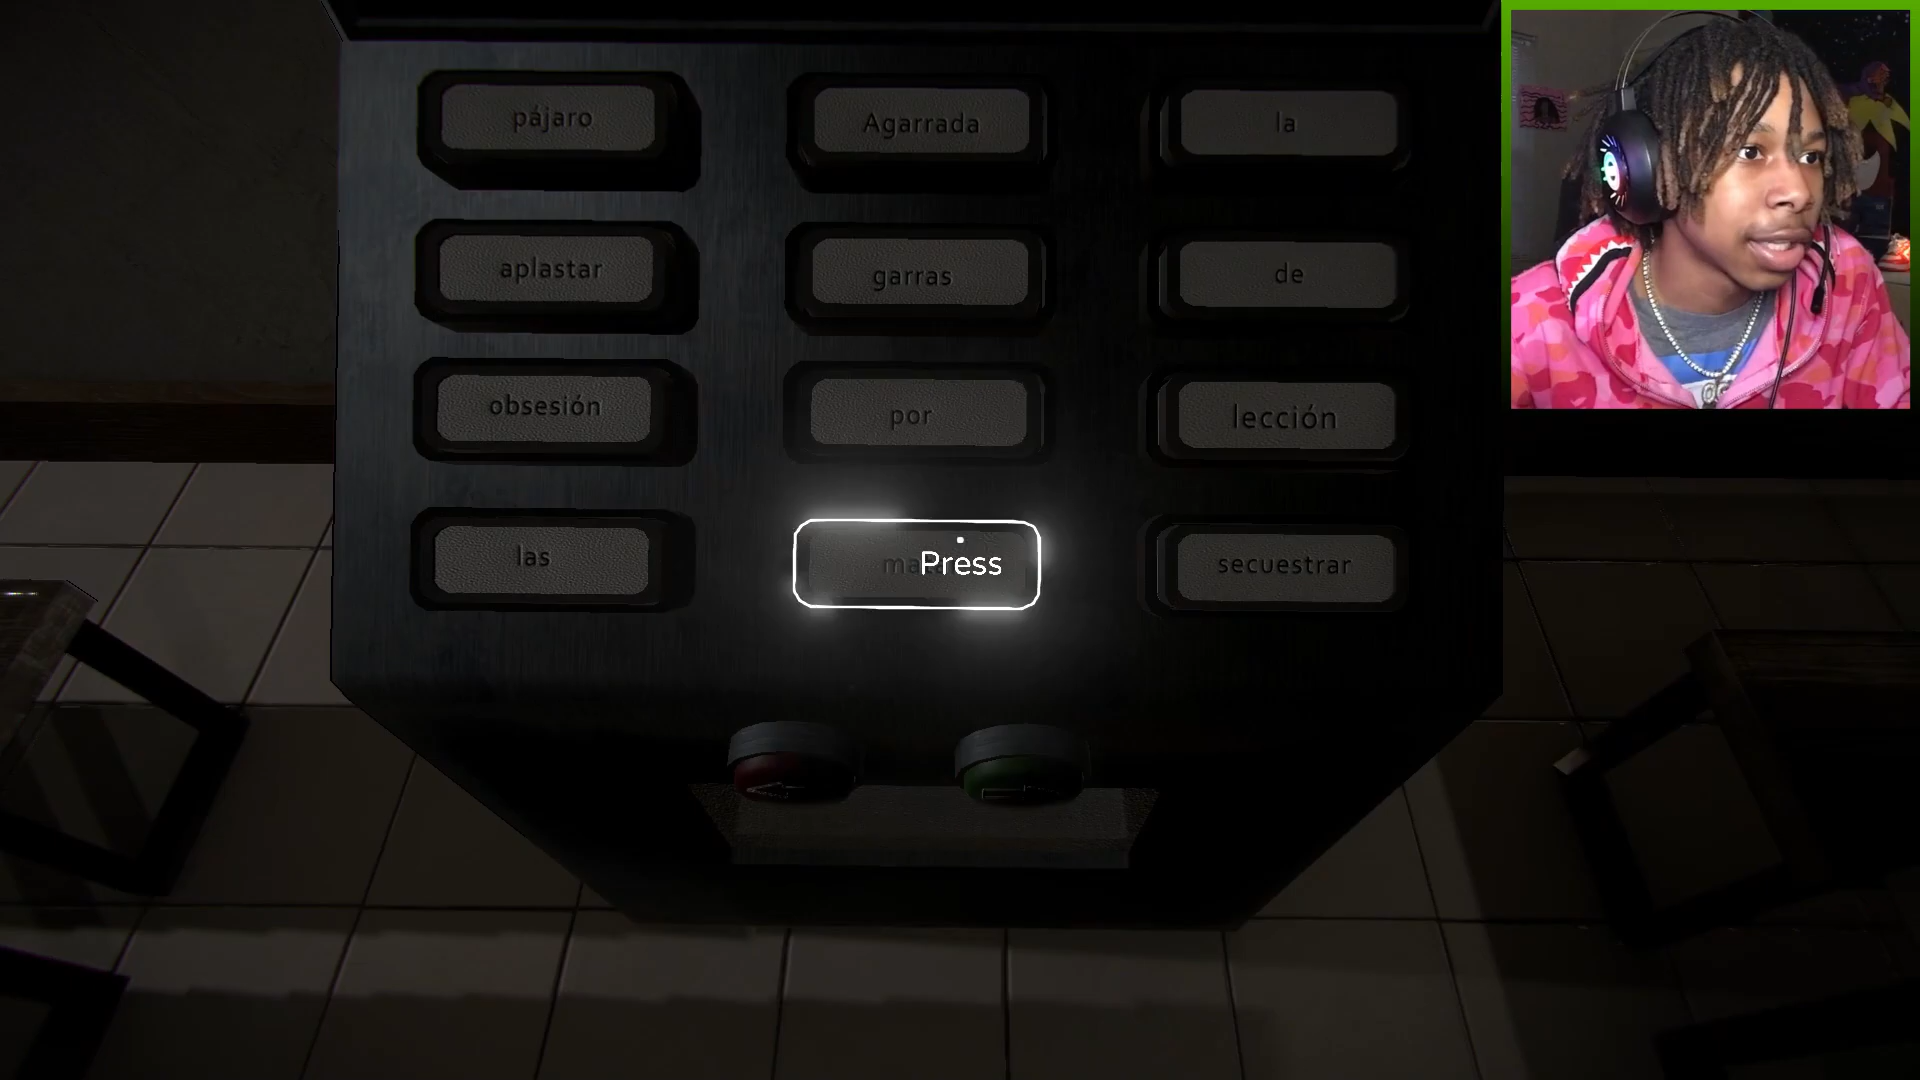 pájaro
Agarrada
la
aplastar
garras
de
obsesión
por
lección
las
Press
secuestrar